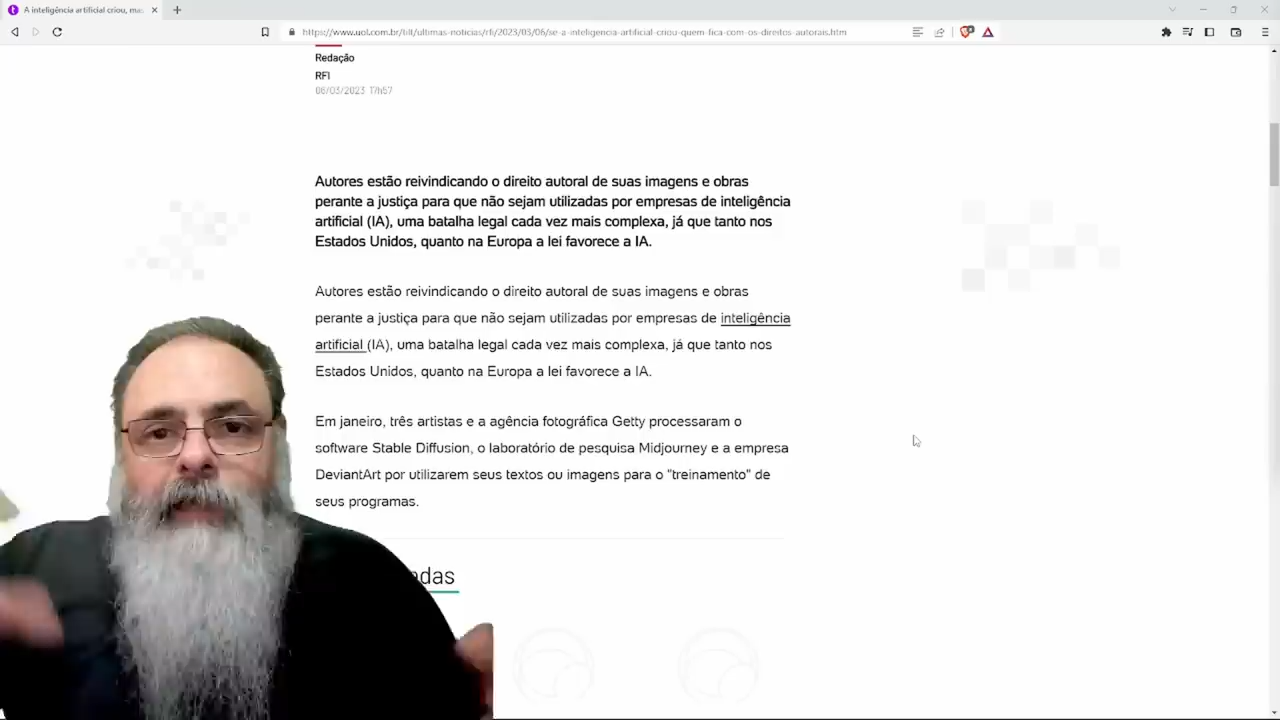 A inteligência artificial criou, mas
https://www.uol.com.br/tilt/ultimas-noticias/rfi/2023/03/06/se-a-inteligencia-artificial-criou-quem-fica-com-os-direitos-autorais.htm
Redação
RFI
06/03/2023 17h57
Autores estão reivindicando o direito autoral de suas imagens e obras
perante a justiça para que não sejam utilizadas por empresas de inteligência
artificial (IA), uma batalha legal cada vez mais complexa, já que tanto nos
Estados Unidos, quanto na Europa a lei favorece a IA.
Autores estão reivindicando o direito autoral de suas imagens e obras
perante a justiça para que não sejam utilizadas por empresas de inteligência
artificial (IA), uma batalha legal cada vez mais complexa, já que tanto nos
Estados Unidos, quanto na Europa a lei favorece a IA.
Em janeiro, três artistas e a agência fotográfica Getty processaram o
software Stable Diffusion, o laboratório de pesquisa Midjourney e a empresa
DeviantArt por utilizarem seus textos ou imagens para o "treinamento" de
seus programas.